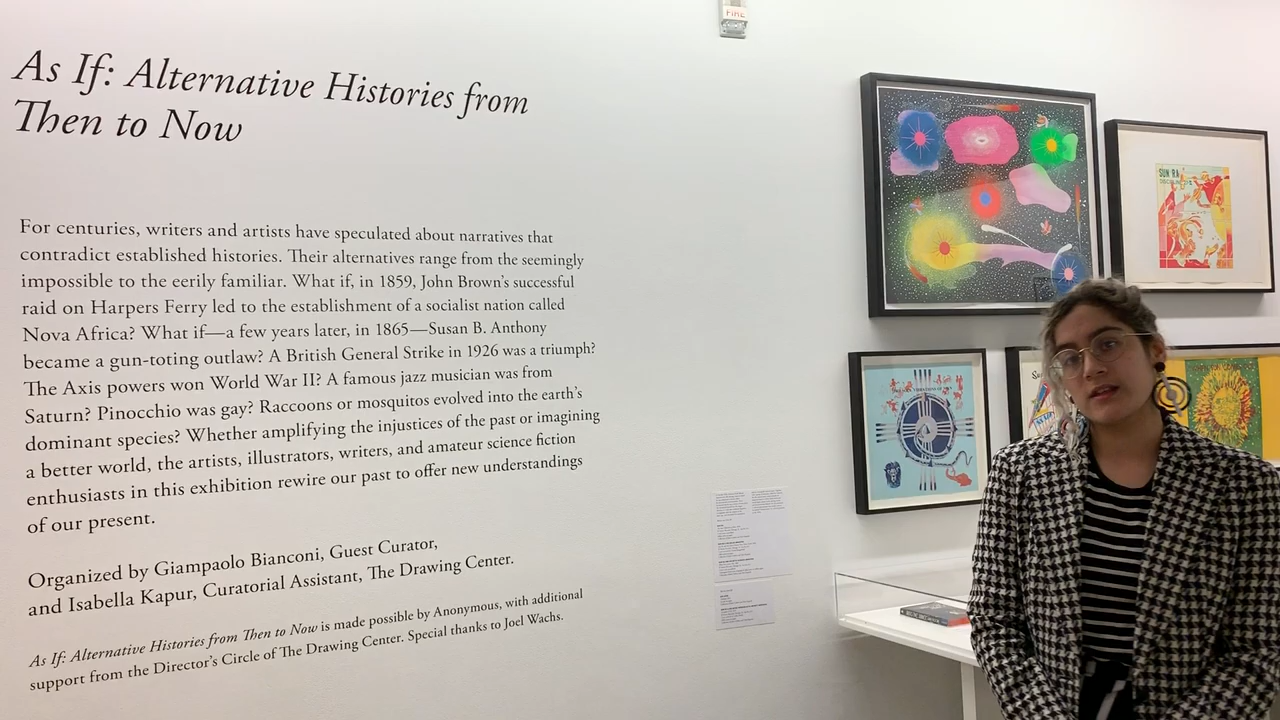 As If: Alternative Histories from
Then to Now
For centuries, writers and artists have speculated about narratives that
contradict established histories. Their alternatives range from the seemingly
impossible to the eerily familiar. What if, in 1859, John Brown's successful
raid on Harpers Ferry led to the establishment of a socialist nation called
Nova Africa? What if—a few years later, in 1865—Susan B. Anthony
became a gun-toting outlaw? A British General Strike in 1926 was a triumph?
The Axis powers won World War II? A famous jazz musician was from
Saturn? Pinocchio was gay? Raccoons or mosquitos evolved into the earth's
dominant species? Whether amplifying the injustices of the past or imagining
a better world, the artists, illustrators, writers, and amateur science fiction
enthusiasts in this exhibition rewire our past to offer new understandings
of our present.
Organized by Giampaolo Bianconi, Guest Curator,
and Isabella Kapur, Curatorial Assistant, The Drawing Center.
As If: Alternative Histories from Then to Now is made possible by Anonymous, with additional
support from the Director's Circle of The Drawing Center. Special thanks to Joel Wachs.
FIRE
SUN RA